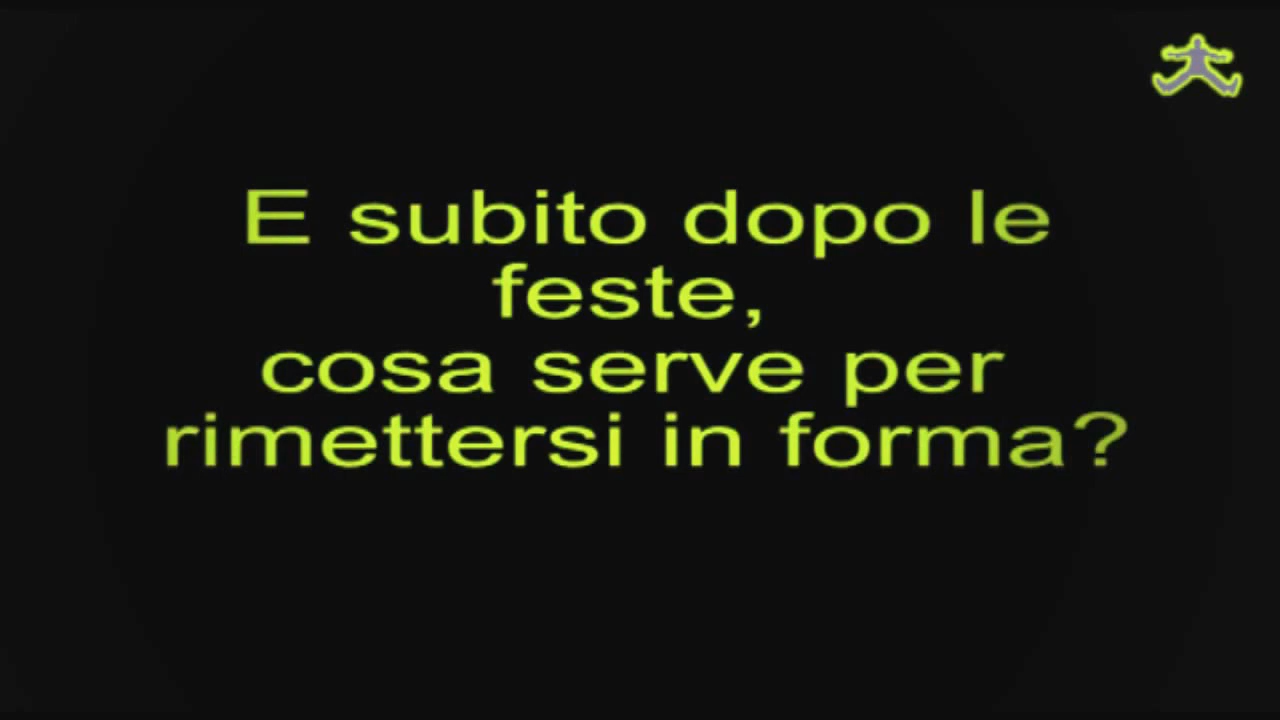 E subito dopo le
feste,
cosa serve per
rimettersi in forma?